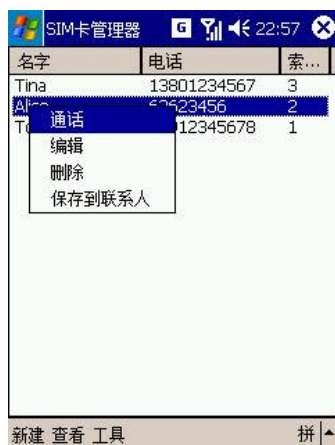 SIM卡管理器 G 22:57
名字 电话 索...
Tina 13801234567 3
62623456 2
12345678 1
通话
编辑
删除
保存到联系人
新建 查看 工具 拼